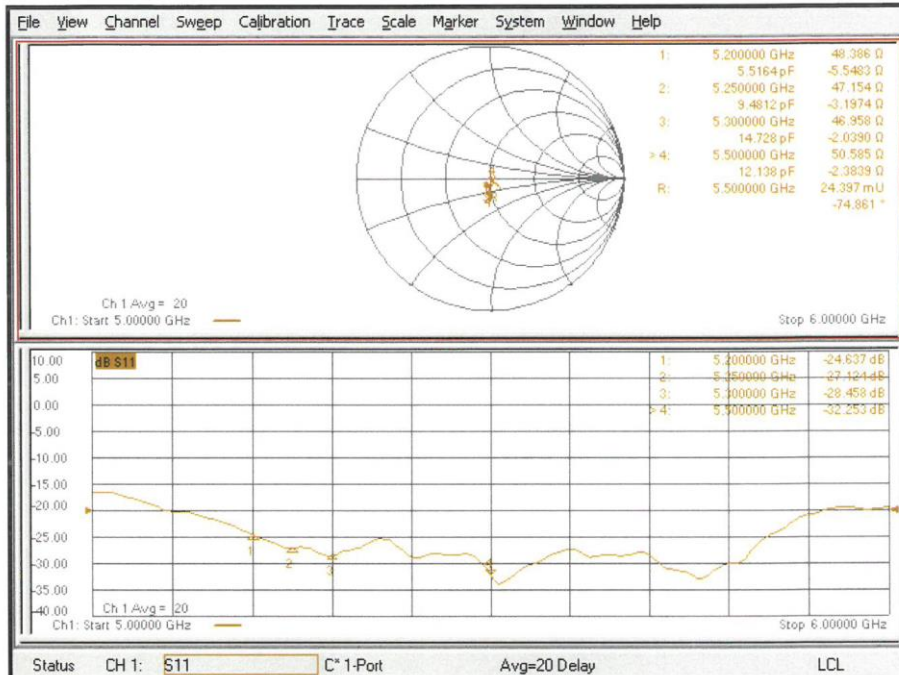 File View Channel Sweep Calibration Trace Scale Marker System Window Help
1: 5.200000 GHz 48.386 Ω
5.5164 pF -5.5483 Ω
2: 5.250000 GHz 47.154 Ω
9.4812 pF -3.1974 Ω
3: 5.300000 GHz 46.958 Ω
14.728 pF -2.0390 Ω
> 4: 5.500000 GHz 50.585 Ω
12.138 pF -2.3839 Ω
R: 5.500000 GHz 24.397 mU
-74.861 °
Ch 1 Avg = 20
Ch1: Start 5.00000 GHz
Stop 6.00000 GHz
10.00
dB S11
5.00
0.00
-5.00
-10.00
-15.00
-20.00
-25.00
-30.00
-35.00
-40.00
1: 5.200000 GHz -24.637 dB
2: 5.250000 GHz -27.124 dB
3: 5.300000 GHz -28.458 dB
> 4: 5.500000 GHz -32.253 dB
1
2
3
Ch 1 Avg = 20
Ch1: Start 5.00000 GHz
Stop 6.00000 GHz
Status CH 1: S11 C* 1-Port Avg=20 Delay LCL